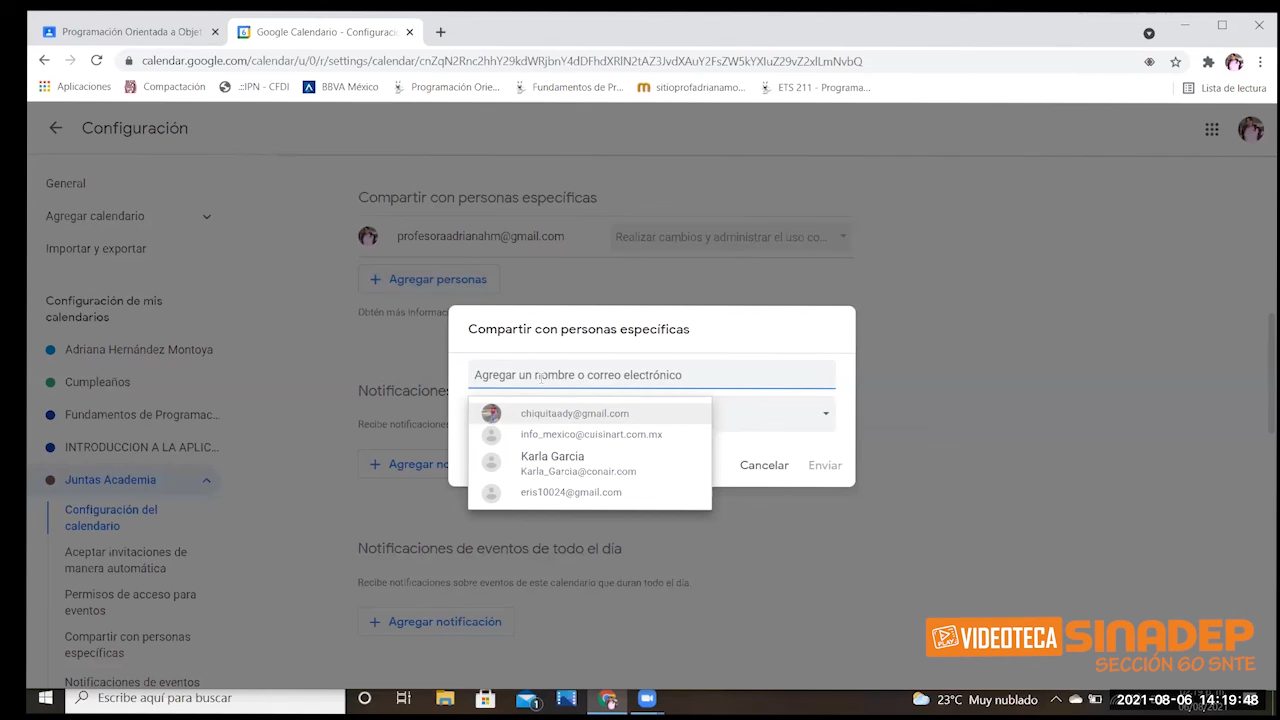 Programación Orientada a Obje
Google Calendario - Configuraci
calendar.google.com/calendar/u/0/r/settings/calendar/
Aplicaciones
Compactación
.::IPN - CFDI
BBVA México
Programación Orie...
Fundamentos de Pr...
sitioprofadrianamo...
ETS 211 - Programa...
Lista de lectura
Configuración
General
Agregar calendario
Importar y exportar
Configuración de mis
calendarios
Adriana Hernández Montoya
Cumpleaños
Fundamentos de Programac...
INTRODUCCION A LA APLIC...
Juntas Academia
Configuración del
calendario
Aceptar invitaciones de
manera automática
Permisos de acceso para
eventos
Compartir con personas
específicas
Notificaciones de eventos
Compartir con personas específicas
profesoraadrianahm@gmail.com
Realizar cambios y administrar el uso co...
+ Agregar personas
Obtén más informac
Notificacione
Recibe notificaciones
+ Agregar no
Notificaciones de eventos de todo el día
Recibe notificaciones sobre eventos de este calendario que duran todo el día.
+ Agregar notificación
Compartir con personas específicas
Agregar un nombre o correo electrónico
chiquitaady@gmail.com
info_mexico@cuisinart.com.mx
Karla Garcia
Karla_Garcia@conair.com
eris10024@gmail.com
Cancelar
Enviar
PLAY
VIDEOTECA SINADEP
SECCIÓN 60 SNTE
Escribe aquí para buscar
1
23°C Muy nublado
2021-08-06 14:19:48